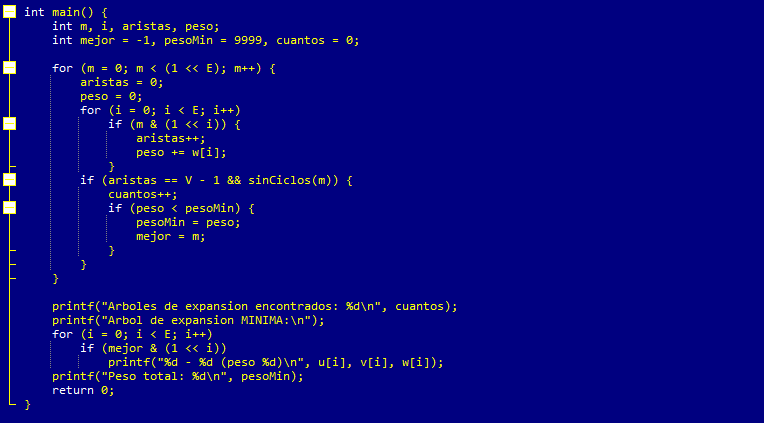 int main() {
    int m, i, aristas, peso;
    int mejor = -1, pesoMin = 9999, cuantos = 0;

    for (m = 0; m < (1 << E); m++) {
        aristas = 0;
        peso = 0;
        for (i = 0; i < E; i++)
            if (m & (1 << i)) {
                aristas++;
                peso += w[i];
            }
        if (aristas == V - 1 && sinCiclos(m)) {
            cuantos++;
            if (peso < pesoMin) {
                pesoMin = peso;
                mejor = m;
            }
        }
    }

    printf("Arboles de expansion encontrados: %d\n", cuantos);
    printf("Arbol de expansion MINIMA:\n");
    for (i = 0; i < E; i++)
        if (mejor & (1 << i))
            printf("%d - %d (peso %d)\n", u[i], v[i], w[i]);
    printf("Peso total: %d\n", pesoMin);
    return 0;
}